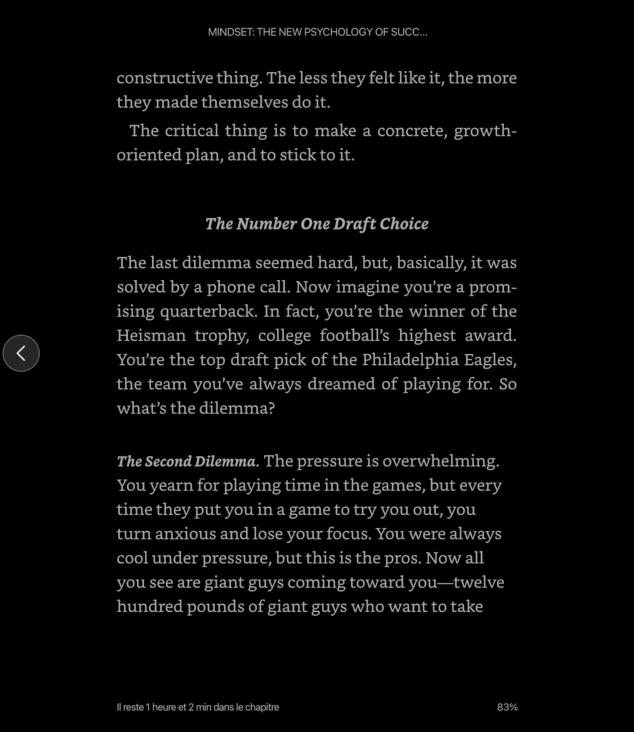 MINDSET: THE NEW PSYCHOLOGY OF SUCC...
constructive thing. The less they felt like it, the more
they made themselves do it.
The critical thing is to make a concrete, growth-
oriented plan, and to stick to it.
The Number One Draft Choice
The last dilemma seemed hard, but, basically, it was
solved by a phone call. Now imagine you’re a prom-
ising quarterback. In fact, you’re the winner of the
Heisman trophy, college football’s highest award.
You’re the top draft pick of the Philadelphia Eagles,
the team you’ve always dreamed of playing for. So
what’s the dilemma?
The Second Dilemma. The pressure is overwhelming.
You yearn for playing time in the games, but every
time they put you in a game to try you out, you
turn anxious and lose your focus. You were always
cool under pressure, but this is the pros. Now all
you see are giant guys coming toward you—twelve
hundred pounds of giant guys who want to take
Il reste 1 heure et 2 min dans le chapitre
83%